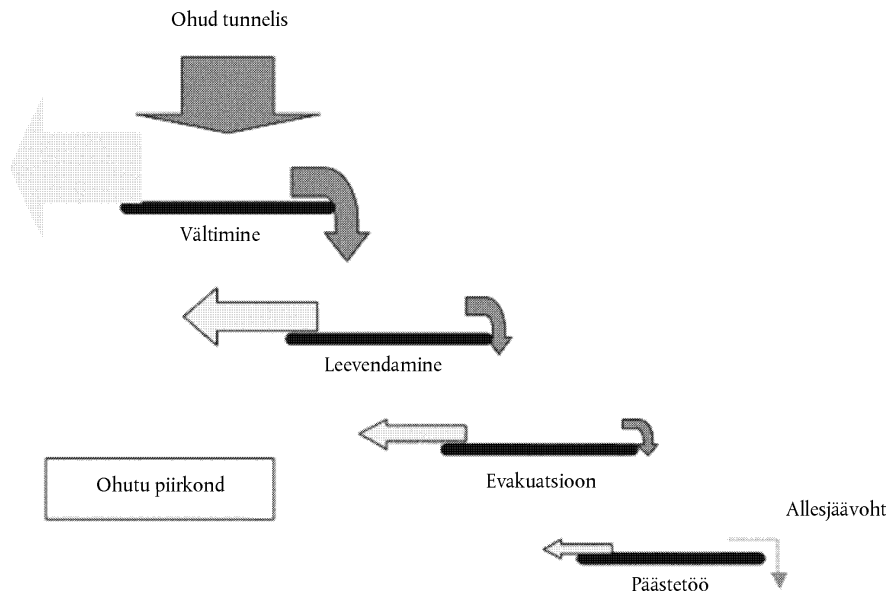 Ohud tunnelis
Vältimine
Leevendamine
Evakuatsioon
Ohutu piirkond
Allesjäävoht
Päästetöö